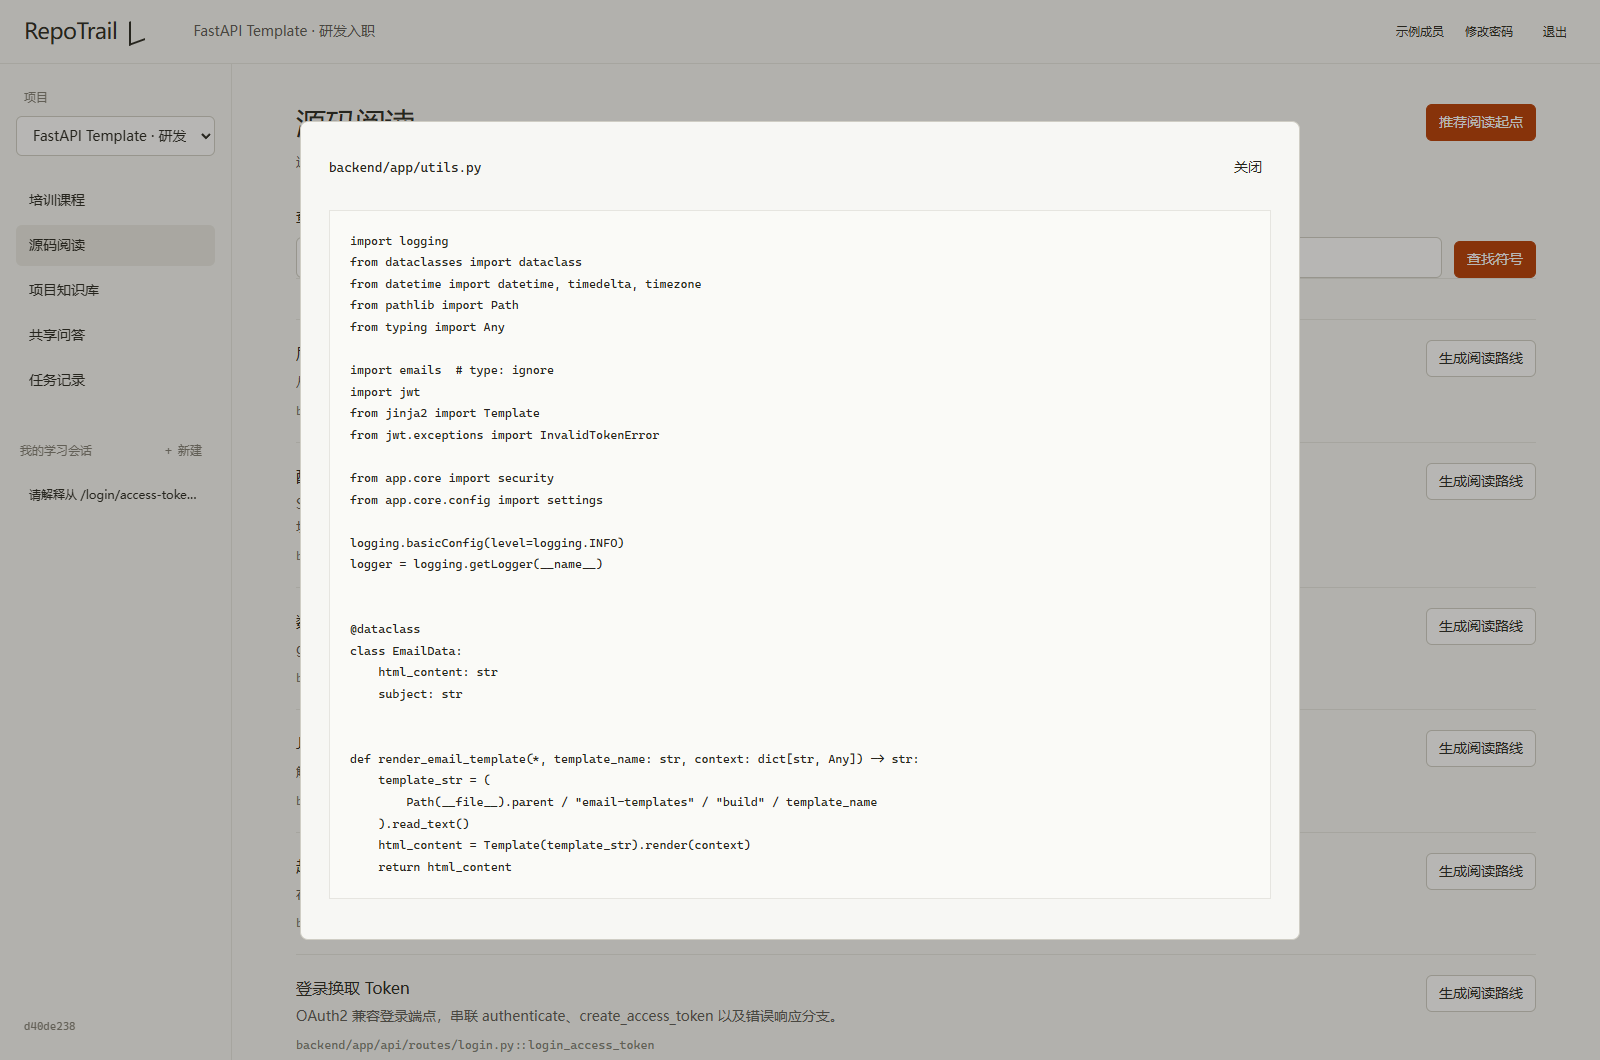 RepoTrail
FastAPI Template · 研发入职
示例成员
修改密码
退出
项目
FastAPI Template · 研发
培训课程
源码阅读
项目知识库
共享问答
任务记录
我的学习会话
+ 新建
请解释从 /login/access-toke...
d40de238
源码阅读
推荐阅读起点
查找符号
生成阅读路线
生成阅读路线
生成阅读路线
生成阅读路线
生成阅读路线
backend/app/utils.py
关闭
import logging
from dataclasses import dataclass
from datetime import datetime, timedelta, timezone
from pathlib import Path
from typing import Any
import emails  # type: ignore
import jwt
from jinja2 import Template
from jwt.exceptions import InvalidTokenError
from app.core import security
from app.core.config import settings
logging.basicConfig(level=logging.INFO)
logger = logging.getLogger(__name__)
@dataclass
class EmailData:
    html_content: str
    subject: str
def render_email_template(*, template_name: str, context: dict[str, Any]) -> str:
    template_str = (
        Path(__file__).parent / "email-templates" / "build" / template_name
    ).read_text()
    html_content = Template(template_str).render(context)
    return html_content
登录换取 Token
生成阅读路线
OAuth2 兼容登录端点，串联 authenticate、create_access_token 以及错误响应分支。
backend/app/api/routes/login.py::login_access_token